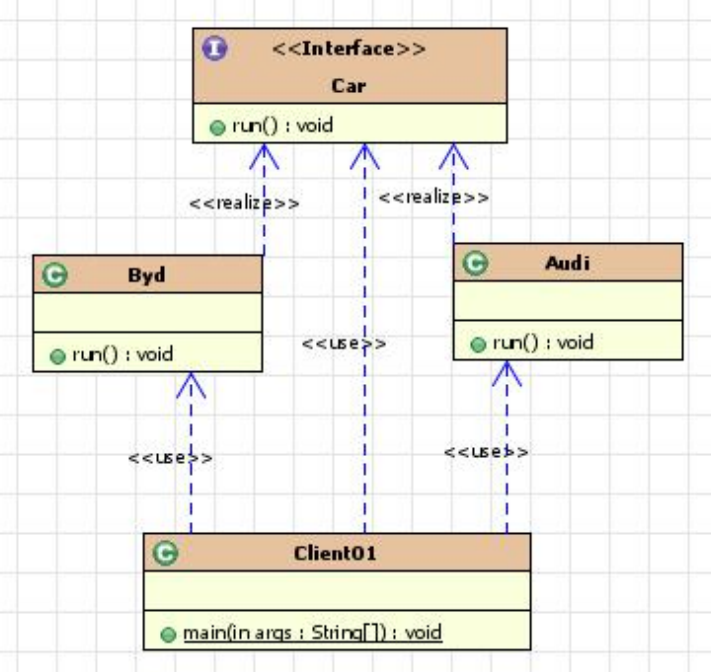 I
<<Interface>>
Car
run() : void
<<realize>>
<<realize>>
C
Byd
run() : void
C
Audi
run() : void
<<use>>
<<use>>
<<use>>
C
Client01
main(in args : String[]) : void